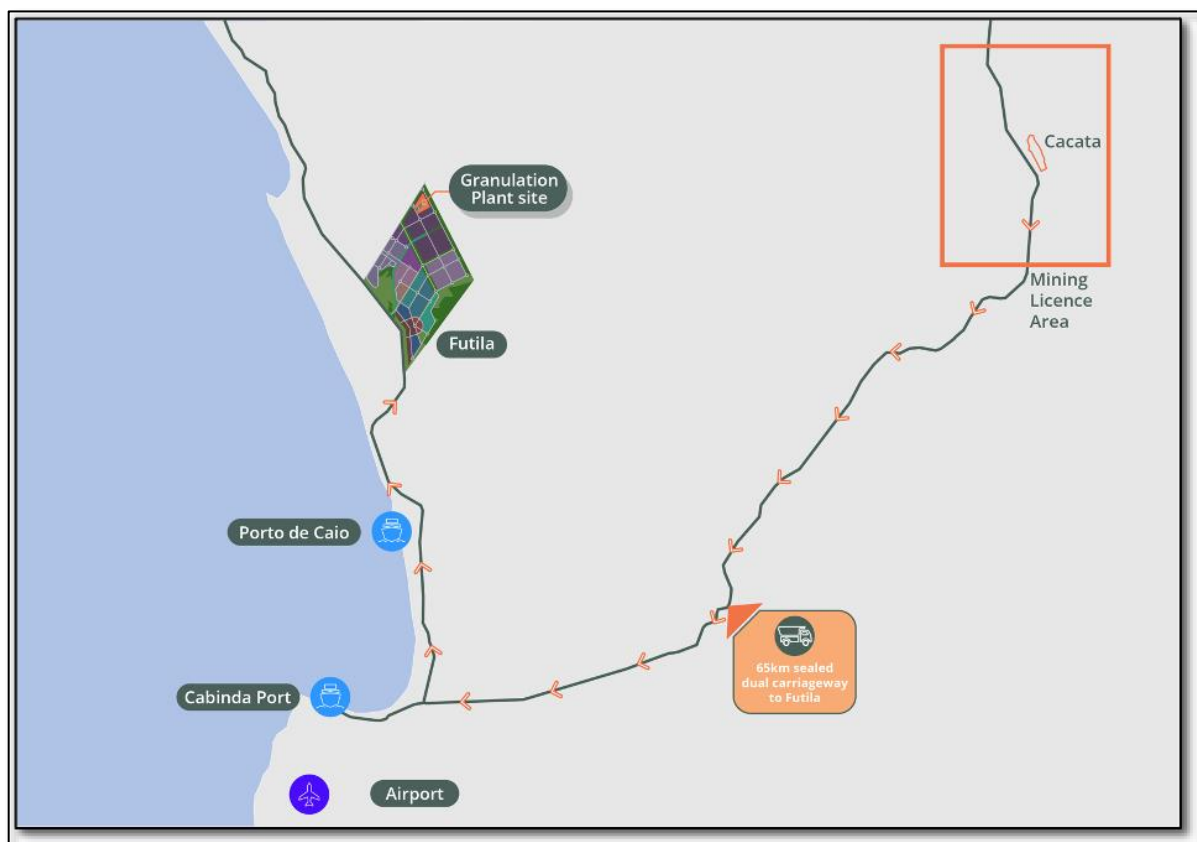 Granulation
Plant site
Cacata
Mining
Licence
Area
Futila
Porto de Caio
65km sealed
dual carriageway
to Futila
Cabinda Port
Airport